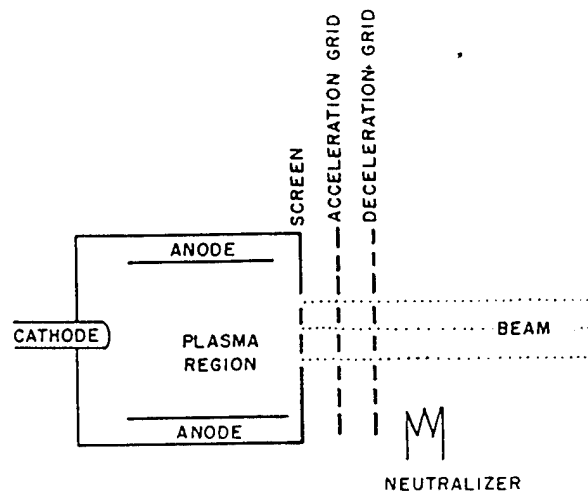 SCREEN
ACCELERATION GRID
DECELERATION GRID
ANODE
CATHODE
PLASMA
REGION
BEAM
ANODE
NEUTRALIZER